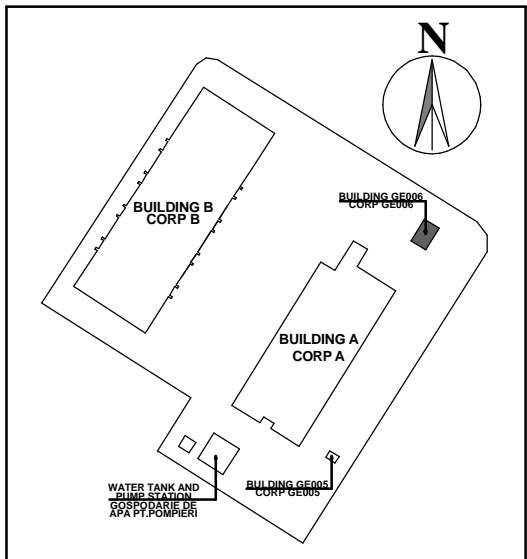 N
BUILDING B
CORP B
BUILDING GE006
CORP GE006
BUILDING A
CORP A
WATER TANK AND
PUMP STATION
GOSPODARIE DE
APA PT.POMPIERI
BUILDING GE005
CORP GE005